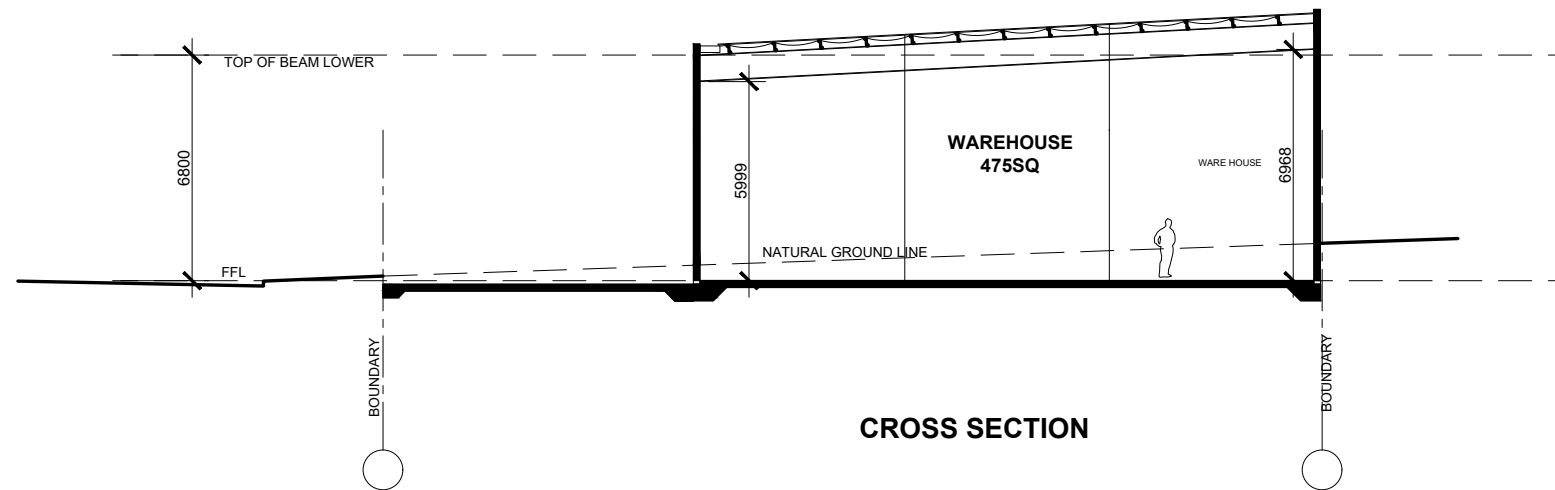 TOP OF BEAM LOWER
6800
5999
WAREHOUSE
475SQ
WARE HOUSE
6968
NATURAL GROUND LINE
FFL
BOUNDARY
BOUNDARY
CROSS SECTION